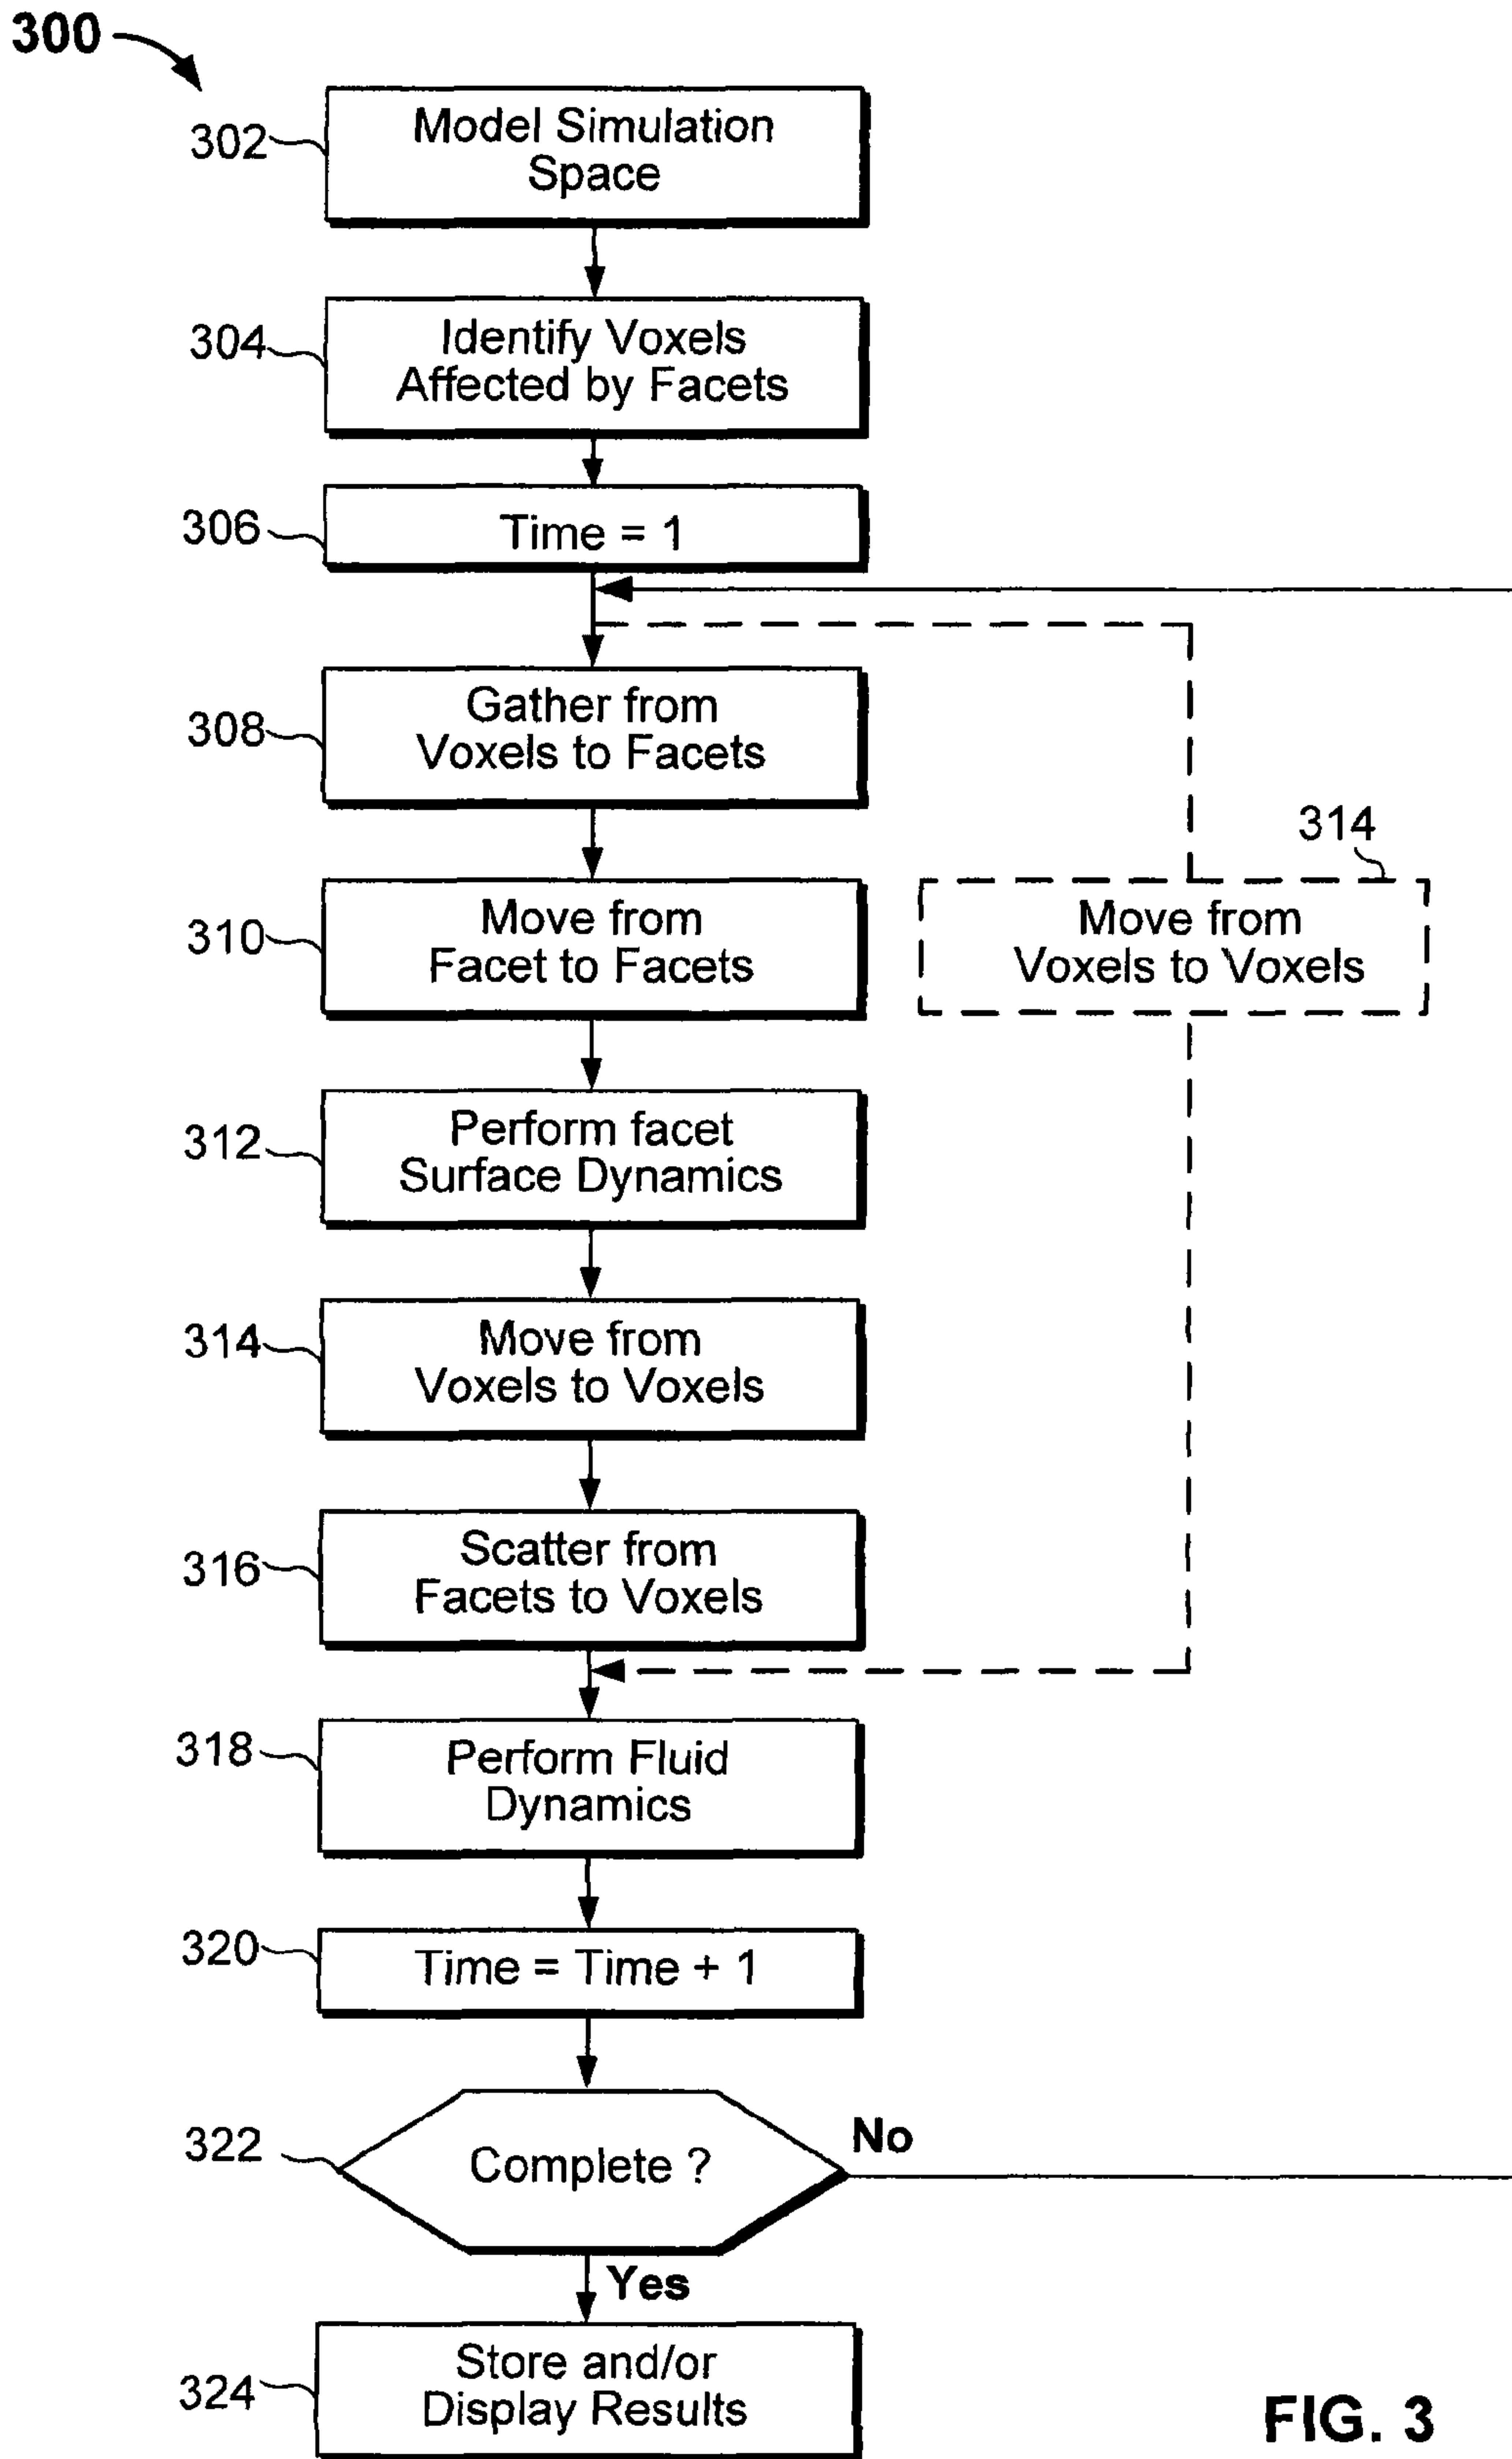 300
302
Model Simulation
Space
304
Identify Voxels
Affected by Facets
306
Time = 1
308
Gather from
Voxels to Facets
310
Move from
Facet to Facets
314
Move from
Voxels to Voxels
312
Perform facet
Surface Dynamics
314
Move from
Voxels to Voxels
316
Scatter from
Facets to Voxels
318
Perform Fluid
Dynamics
320
Time = Time + 1
322
Complete ?
No
Yes
324
Store and/or
Display Results
FIG. 3